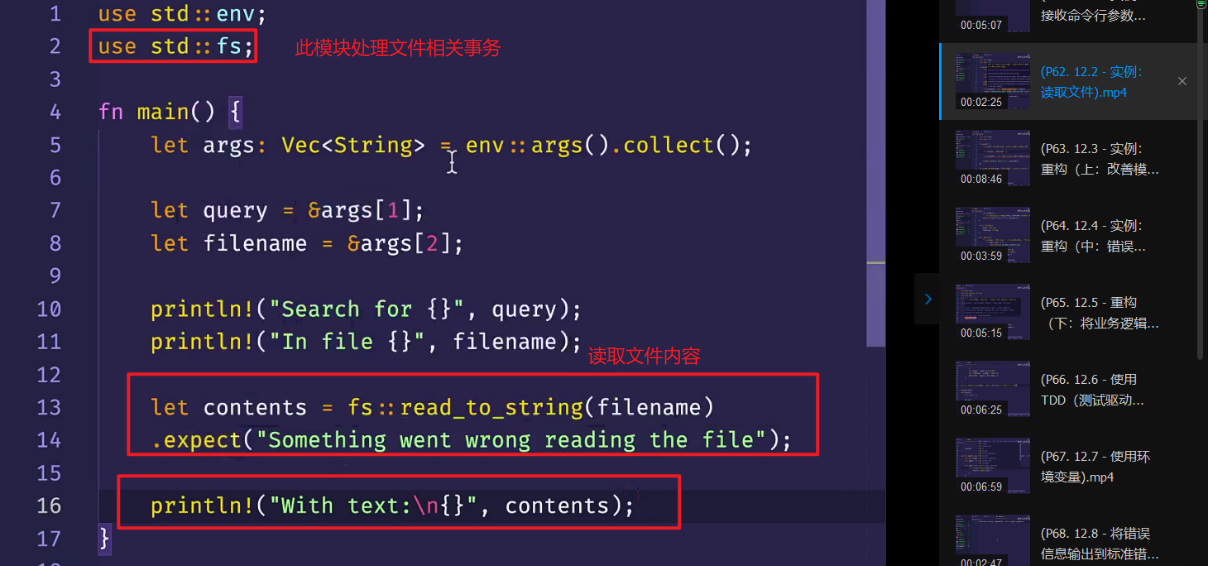 1 use std::env;
2 use std::fs; 此模块处理文件相关事务
3
4 fn main() {
5 let args: Vec<String> = env::args().collect();
6
7 let query = &args[1];
8 let filename = &args[2];
9
10 println!("Search for {}", query);
11 println!("In file {}", filename);
读取文件内容
12
13 let contents = fs::read_to_string(filename)
14 .expect("Something went wrong reading the file");
15
16 println!("With text:\n{}", contents);
17 }
00:05:07
接收命令行参数...
00:02:25
(P62. 12.2 - 实例:
读取文件).mp4
00:08:46
(P63. 12.3 - 实例:
重构（上：改善模...
00:03:59
(P64. 12.4 - 实例:
重构（中：错误...
00:05:15
(P65. 12.5 - 重构
（下：将业务逻辑...
00:06:25
(P66. 12.6 - 使用
TDD（测试驱动...
00:06:59
(P67. 12.7 - 使用环
境变量).mp4
00:02:47
(P68. 12.8 - 将错误
信息输出到标准错...